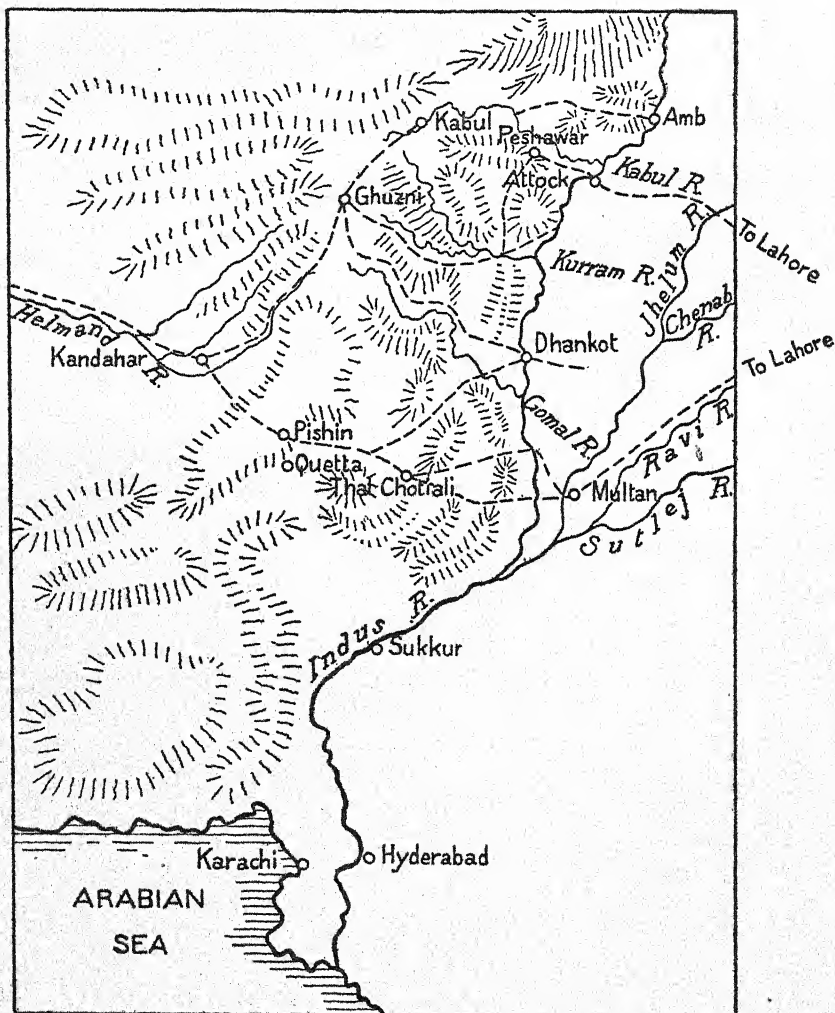 Kabul
Amb
Peshawar
Attock
Kabul R.
Ghuzni
To Lahore
Kurram R.
Jhelum R.
Chenab R.
Helmand R.
Kandahar
Dhankot
To Lahore
Gomal R.
Ravi R.
Pishin
Quetta
Thal Chotiali
Multan
Sutlej R.
Indus R.
Sukkur
Karachi
Hyderabad
ARABIAN
SEA